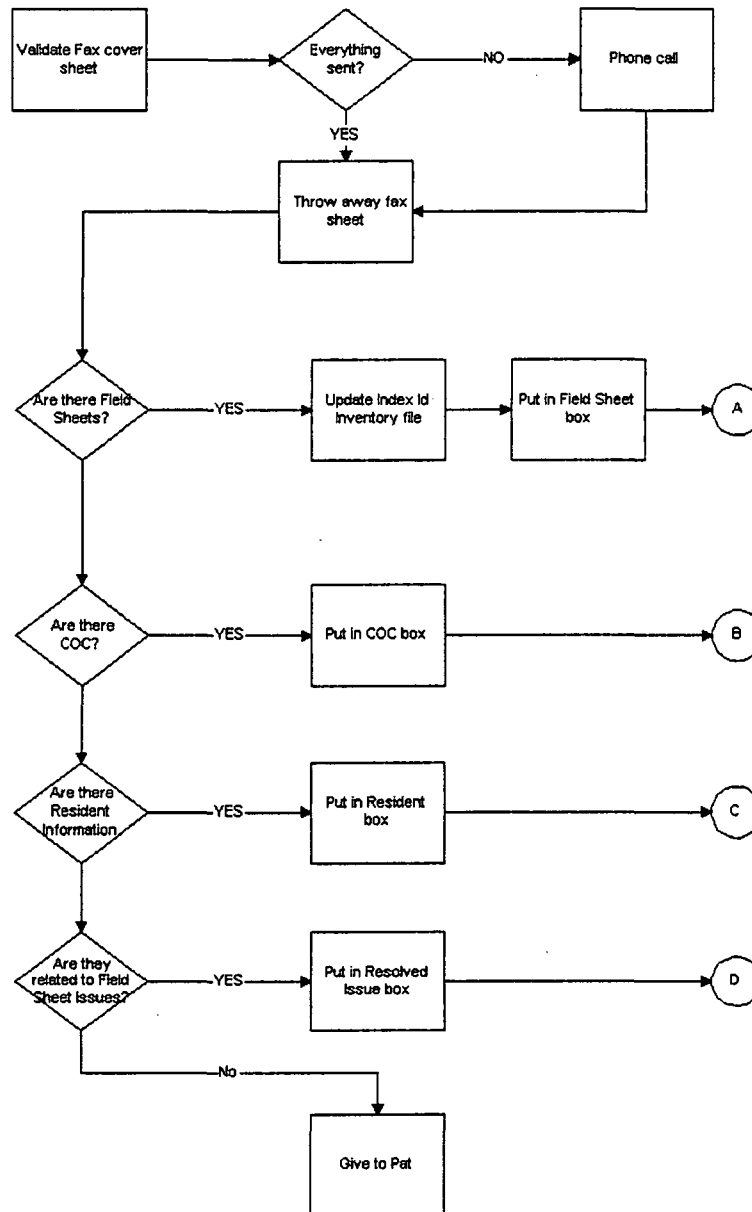 Validate Fax cover
sheet
Everything
sent?
NO
Phone call
YES
Throw away fax
sheet
Are there Field
Sheets?
YES
Update Index Id
Inventory file
Put in Field Sheet
box
A
Are there
COC?
YES
Put in COC box
B
Are there
Resident
Information
YES
Put in Resident
box
C
Are they
related to Field
Sheet Issues?
YES
Put in Resolved
Issue box
D
No
Give to Pat